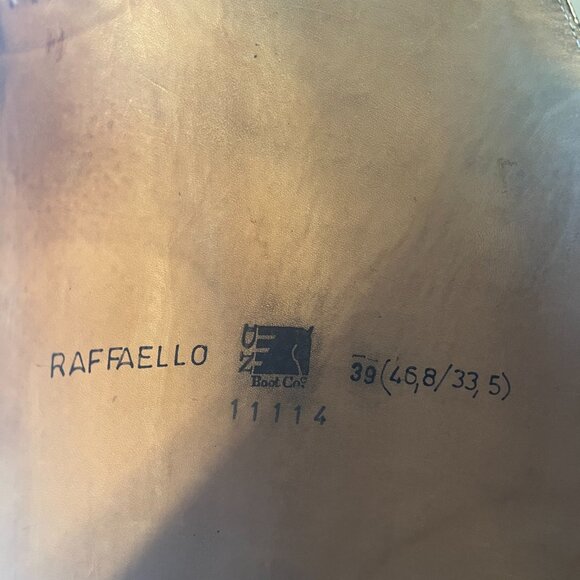 RAFFAELLO
Boot Co
39 (46,8/33,5)
11114